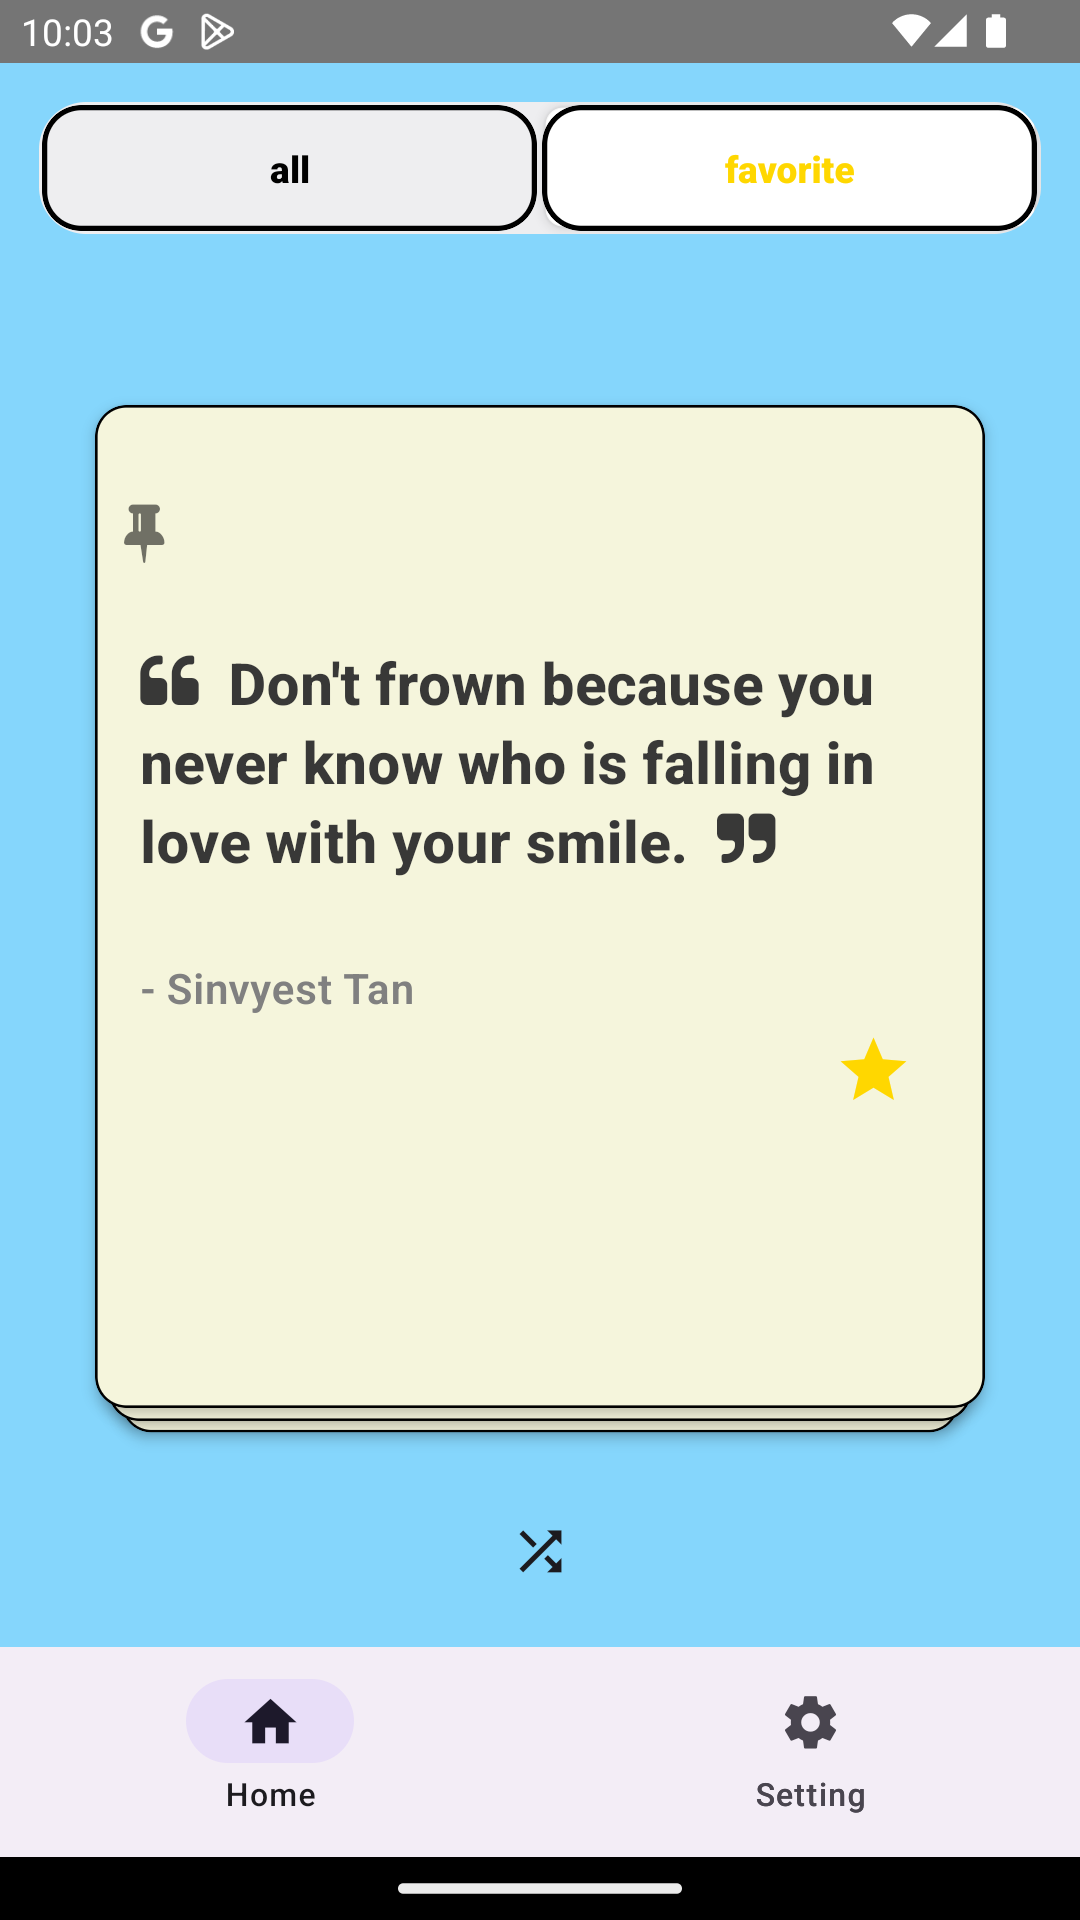 10:03
all
favorite
❝ Don't frown because you
never know who is falling in
love with your smile. ❞
- Sinvyest Tan
Home
Setting